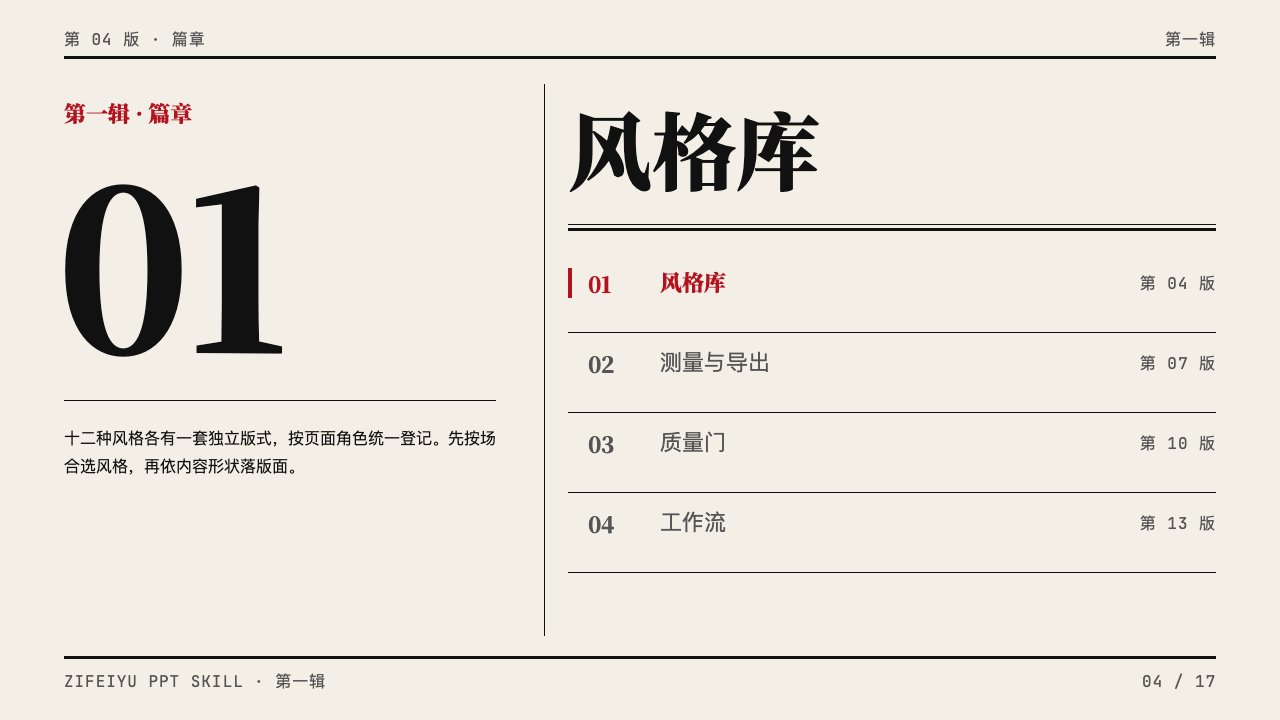 第 04 版 · 篇章
第一辑
第一辑 · 篇章
01
十二种风格各有一套独立版式，按页面角色统一登记。先按场
合选风格，再依内容形状落版面。
风格库
01 风格库 第 04 版
02 测量与导出 第 07 版
03 质量门 第 10 版
04 工作流 第 13 版
ZIFEIYU PPT SKILL · 第一辑
04 / 17